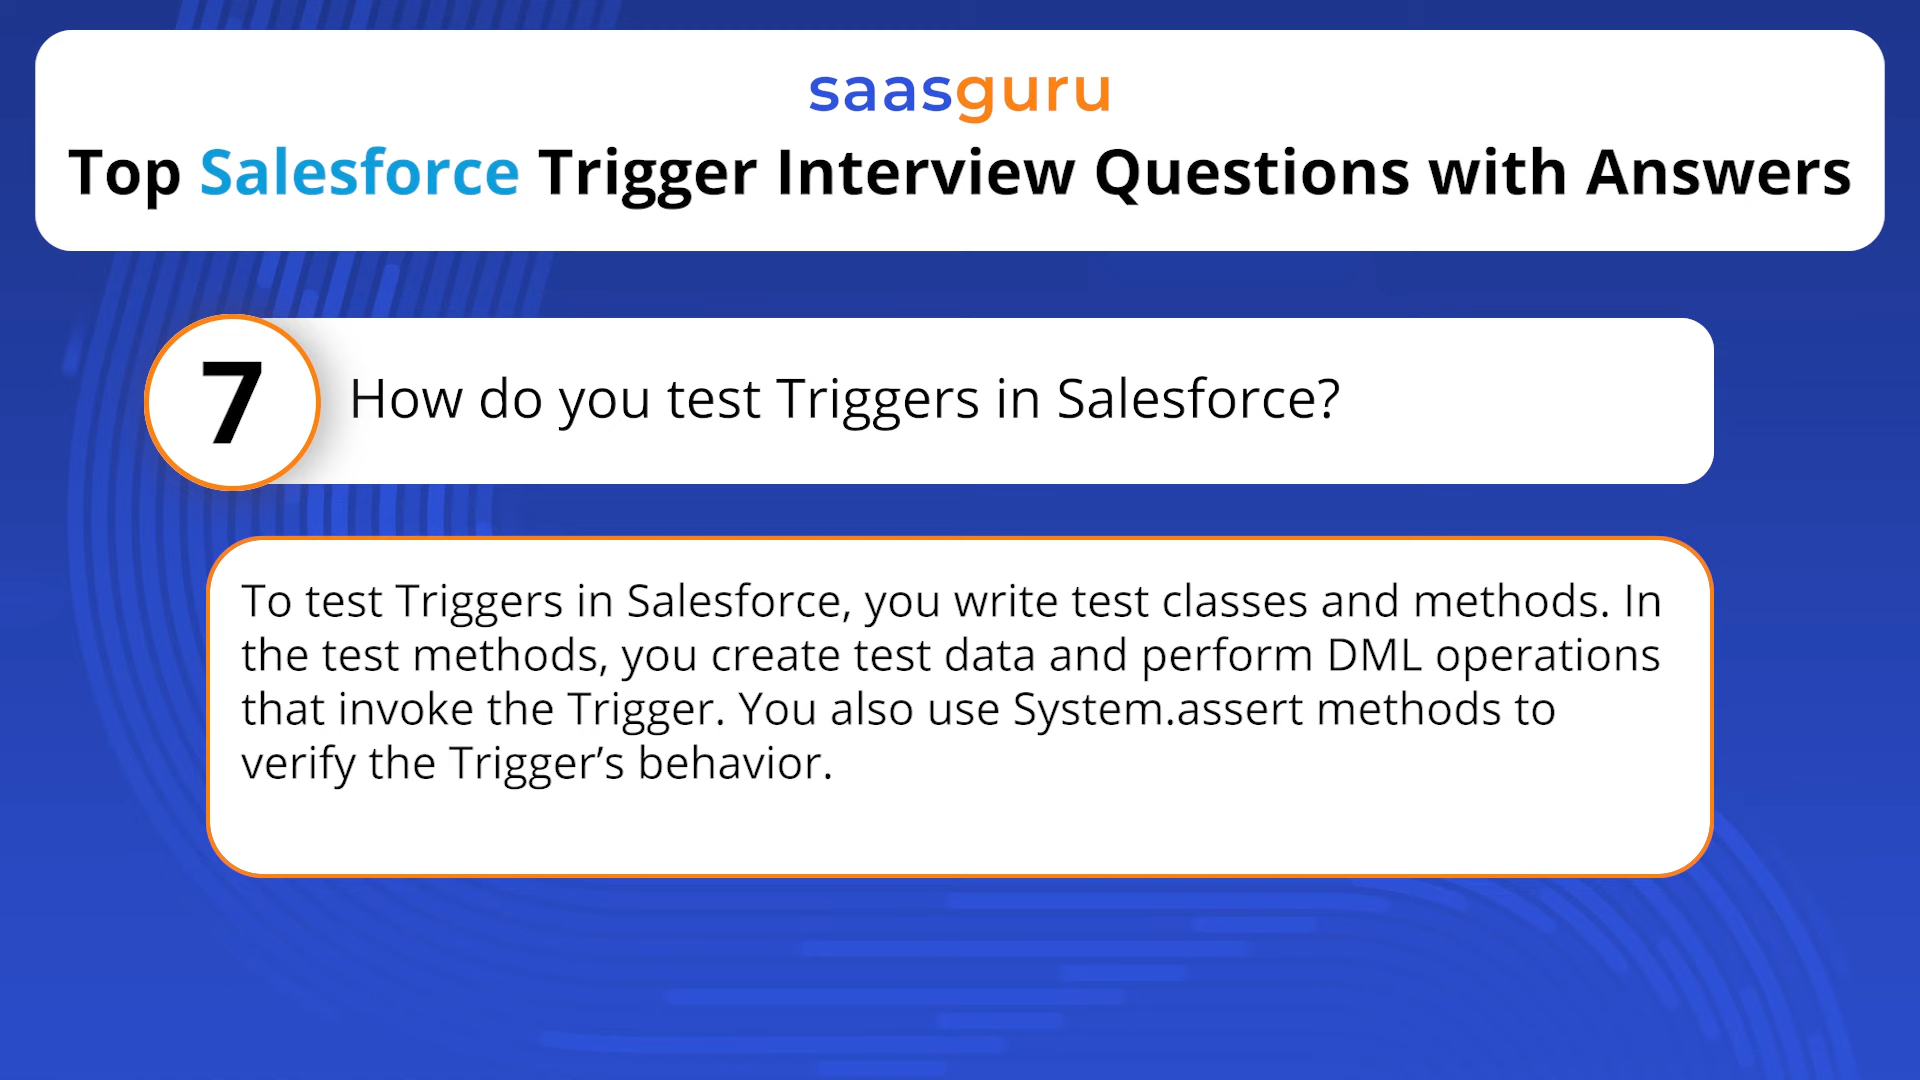 saasguru
Top Salesforce Trigger Interview Questions with Answers
7
How do you test Triggers in Salesforce?
To test Triggers in Salesforce, you write test classes and methods. In
the test methods, you create test data and perform DML operations
that invoke the Trigger. You also use System.assert methods to
verify the Trigger’s behavior.